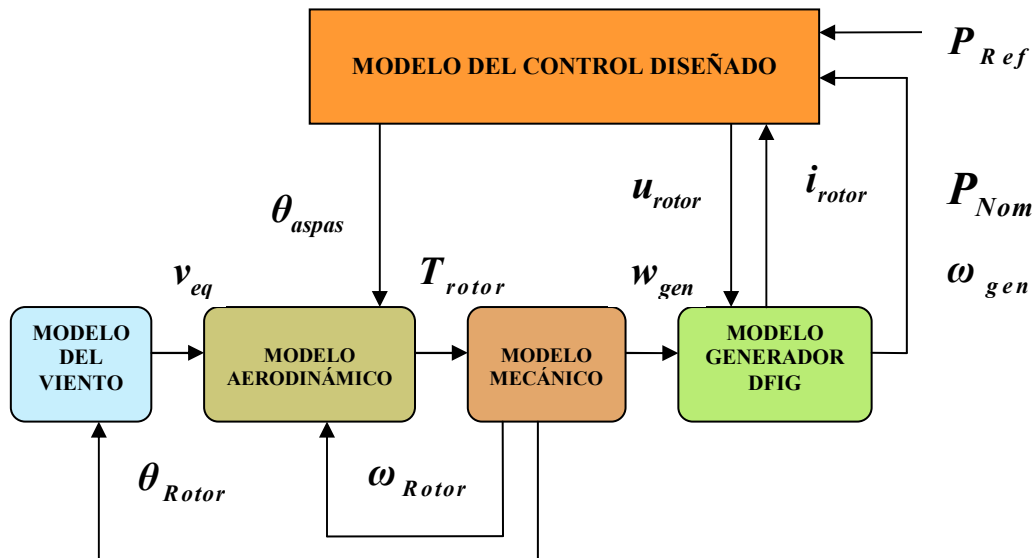 MODELO DEL CONTROL DISEÑADO
P Ref
u rotor
i rotor
θ aspas
P Nom
v eq
T rotor
w gen
ω gen
MODELO
DEL
VIENTO
MODELO
AERODINÁMICO
MODELO
MECÁNICO
MODELO
GENERADOR
DFIG
θ Rotor
ω Rotor